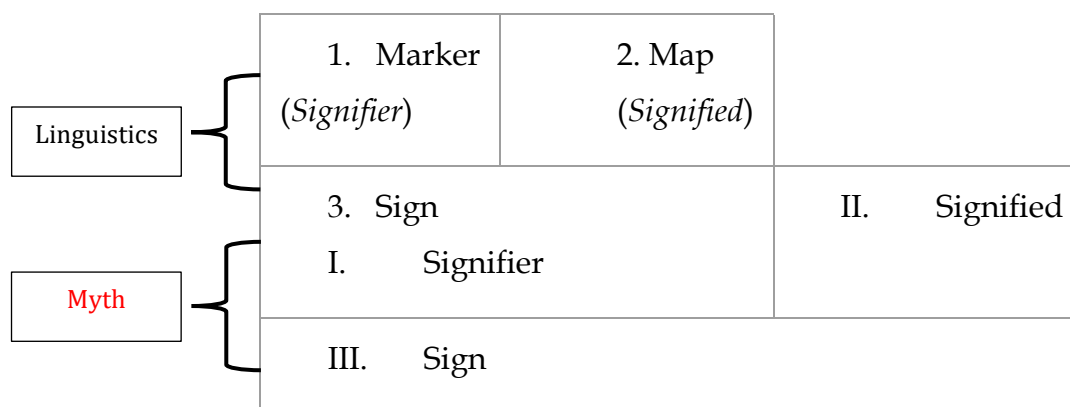 1. Marker
(Signifier)
2. Map
(Signified)
Linguistics
3. Sign
I. Signifier
II. Signified
Myth
III. Sign